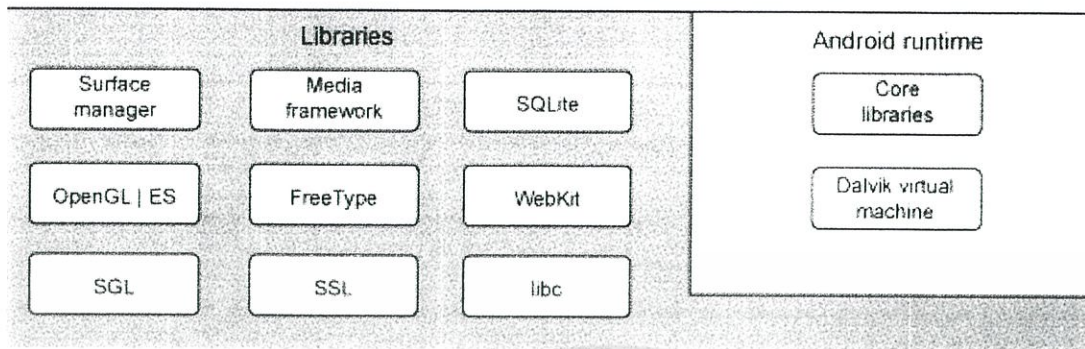 Libraries
Android runtime
Surface
manager
Media
framework
SQLite
Core
libraries
OpenGL | ES
FreeType
WebKit
Dalvik virtual
machine
SGL
SSL
libc